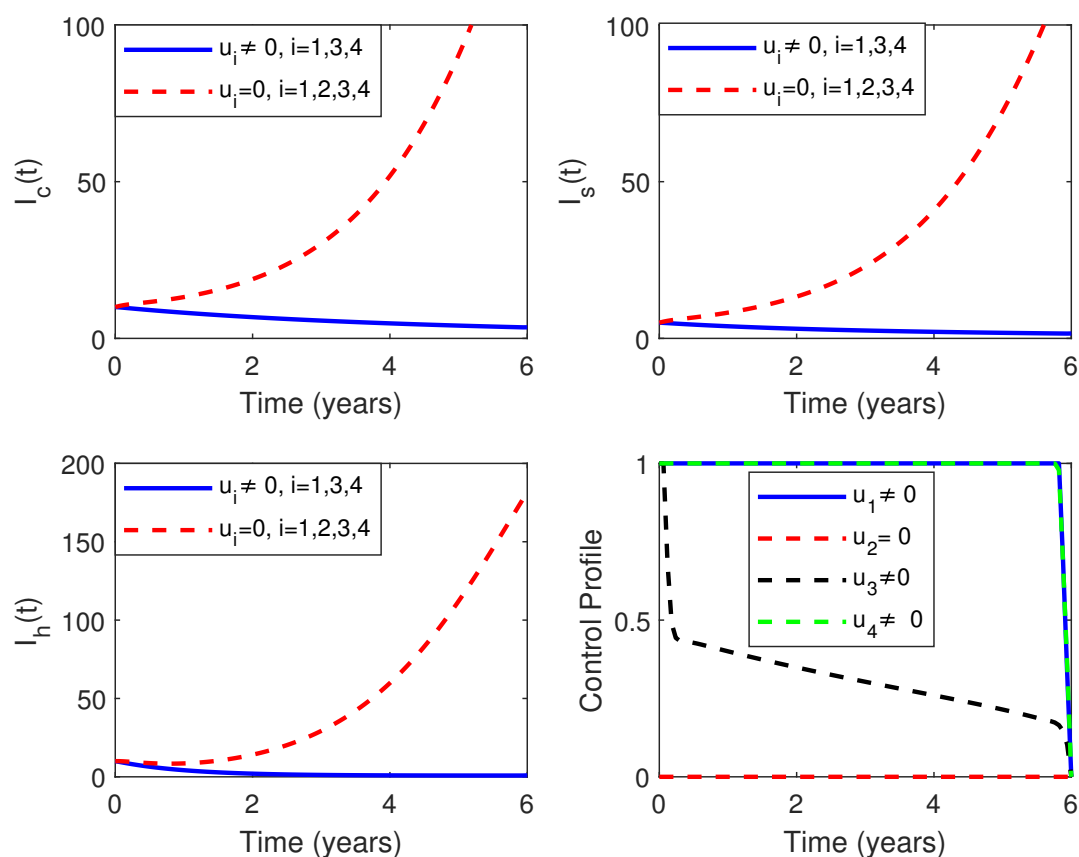 100
50
0
I_c(t)
u_i ≠ 0, i=1,3,4
u_i=0, i=1,2,3,4
0 2 4 6
Time (years)
100
50
0
I_s(t)
u_i ≠ 0, i=1,3,4
u_i=0, i=1,2,3,4
0 2 4 6
Time (years)
200
150
100
50
0
I_h(t)
u_i ≠ 0, i=1,3,4
u_i=0, i=1,2,3,4
0 2 4 6
Time (years)
1
0.5
0
Control Profile
u_1 ≠ 0
u_2= 0
u_3≠0
u_4≠ 0
0 2 4 6
Time (years)